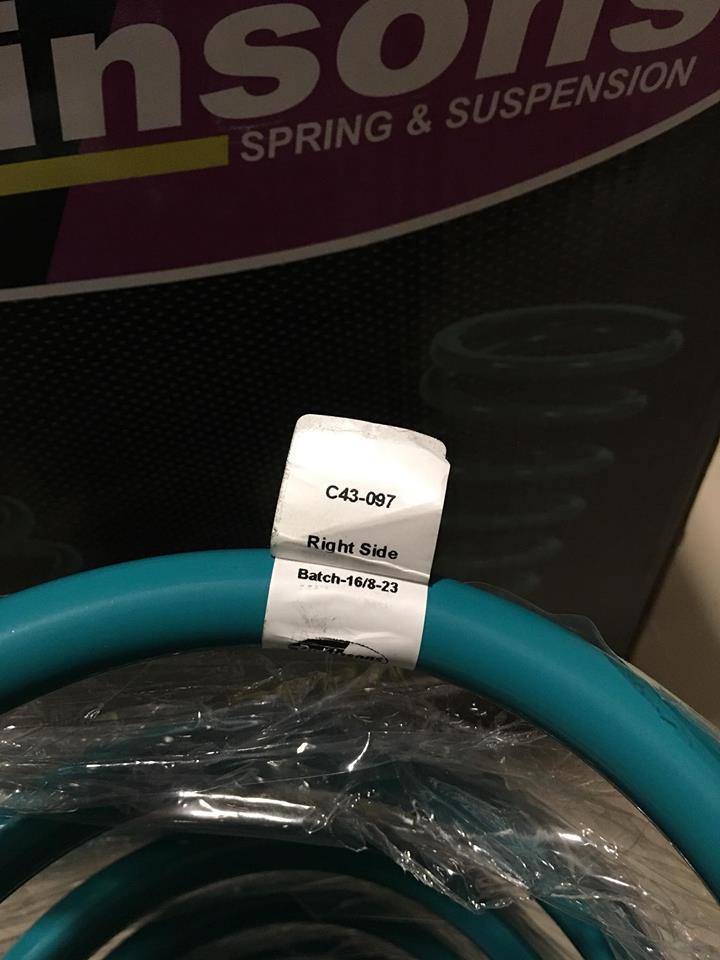 insons
SPRING & SUSPENSION
C43-097
Right Side
Batch-16/8-23